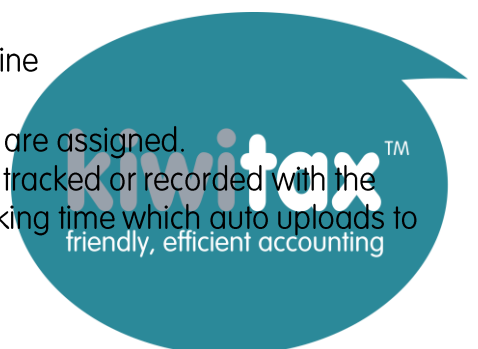 ine
are assigned.
kiwitax™
tracked or recorded with the
king time which auto uploads to
friendly, efficient accounting